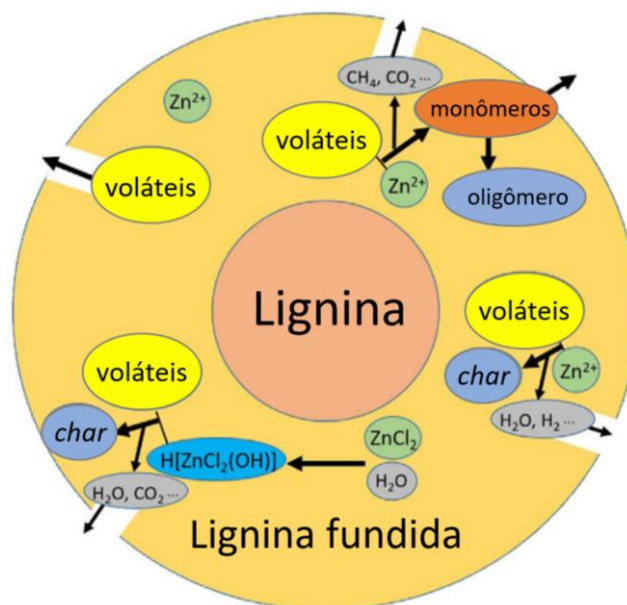 CH₄, CO₂ ···
Zn²⁺
monômeros
voláteis
voláteis
Zn²⁺
oligômero
Lignina
voláteis
voláteis
char
Zn²⁺
char
ZnCl₂
H₂O, H₂ ···
H[ZnCl₂(OH)]
H₂O
H₂O, CO₂ ···
Lignina fundida